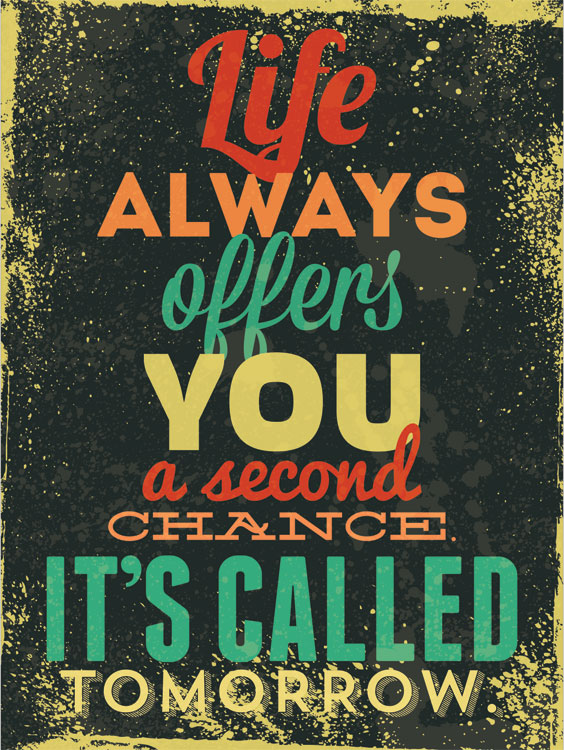 Life
ALWAYS
offers
YOU
a second
CHANCE.
IT'S CALLED
TOMORROW.